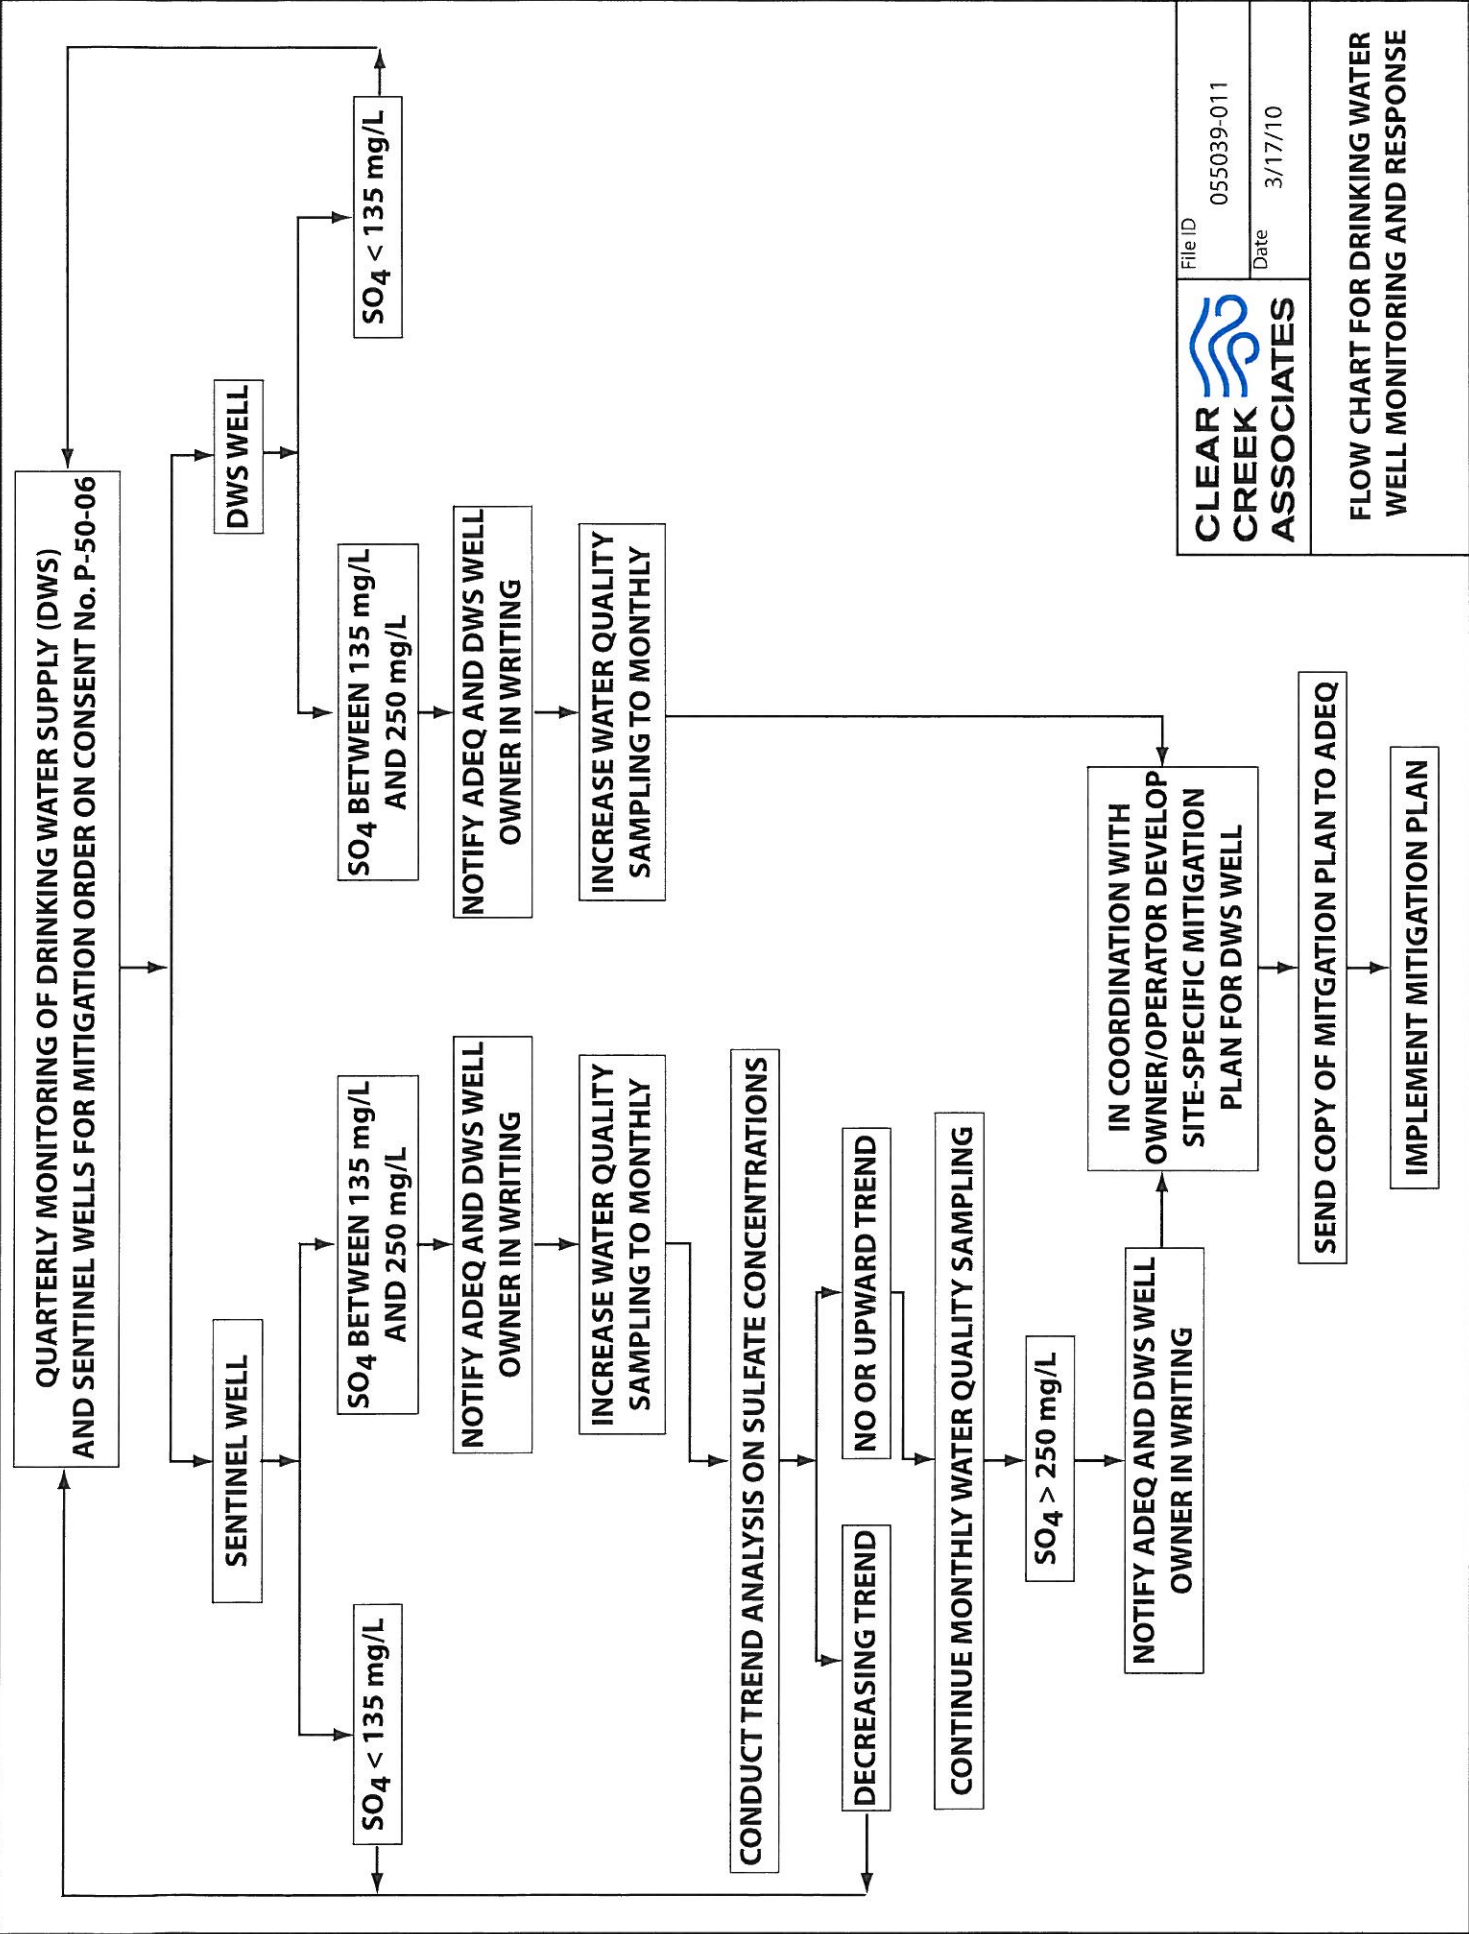 QUARTERLY MONITORING OF DRINKING WATER SUPPLY (DWS)
AND SENTINEL WELLS FOR MITIGATION ORDER ON CONSENT No. P-50-06
SENTINEL WELL
DWS WELL
SO4 < 135 mg/L
SO4 BETWEEN 135 mg/L
AND 250 mg/L
SO4 BETWEEN 135 mg/L
AND 250 mg/L
SO4 < 135 mg/L
NOTIFY ADEQ AND DWS WELL
OWNER IN WRITING
NOTIFY ADEQ AND DWS WELL
OWNER IN WRITING
INCREASE WATER QUALITY
SAMPLING TO MONTHLY
INCREASE WATER QUALITY
SAMPLING TO MONTHLY
CONDUCT TREND ANALYSIS ON SULFATE CONCENTRATIONS
DECREASING TREND
NO OR UPWARD TREND
CONTINUE MONTHLY WATER QUALITY SAMPLING
SO4 > 250 mg/L
NOTIFY ADEQ AND DWS WELL
OWNER IN WRITING
IN COORDINATION WITH
OWNER/OPERATOR DEVELOP
SITE-SPECIFIC MITIGATION
PLAN FOR DWS WELL
SEND COPY OF MITGATION PLAN TO ADEQ
IMPLEMENT MITIGATION PLAN
CLEAR
CREEK
ASSOCIATES
File ID
055039-011
Date
3/17/10
FLOW CHART FOR DRINKING WATER
WELL MONITORING AND RESPONSE